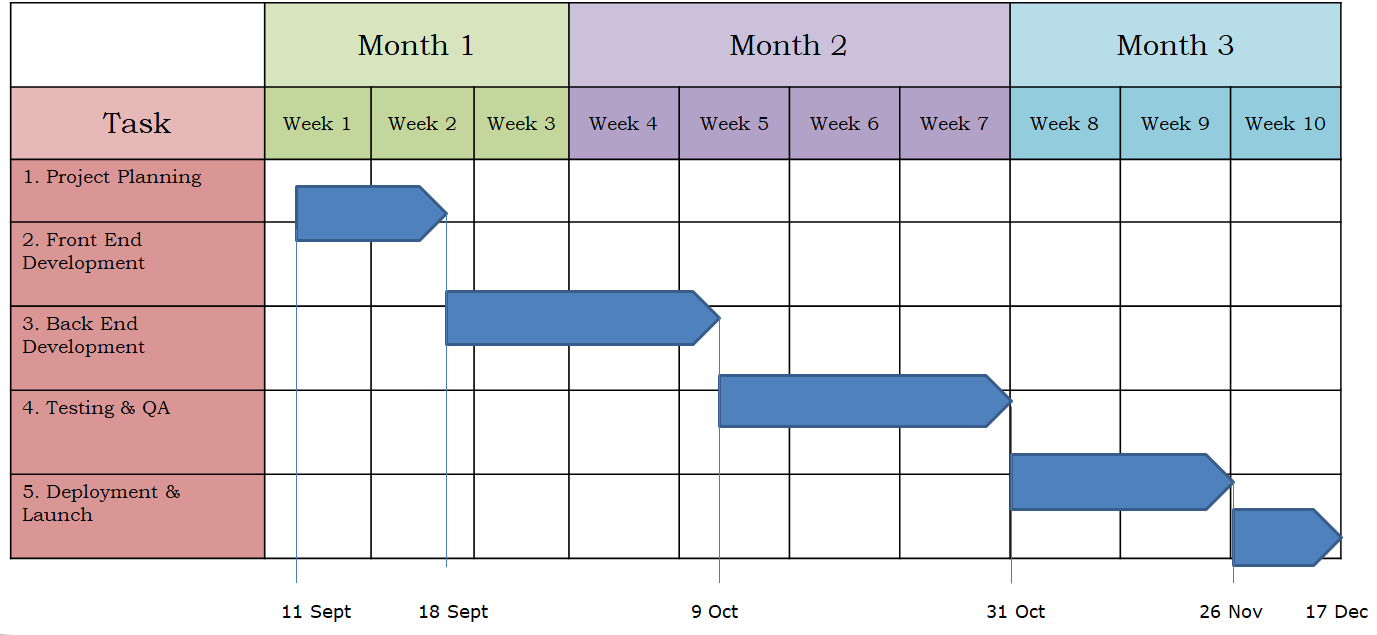 Month 1
Month 2
Month 3
Task
Week 1
Week 2
Week 3
Week 4
Week 5
Week 6
Week 7
Week 8
Week 9
Week 10
1. Project Planning
2. Front End
Development
3. Back End
Development
4. Testing & QA
5. Deployment &
Launch
11 Sept
18 Sept
9 Oct
31 Oct
26 Nov
17 Dec